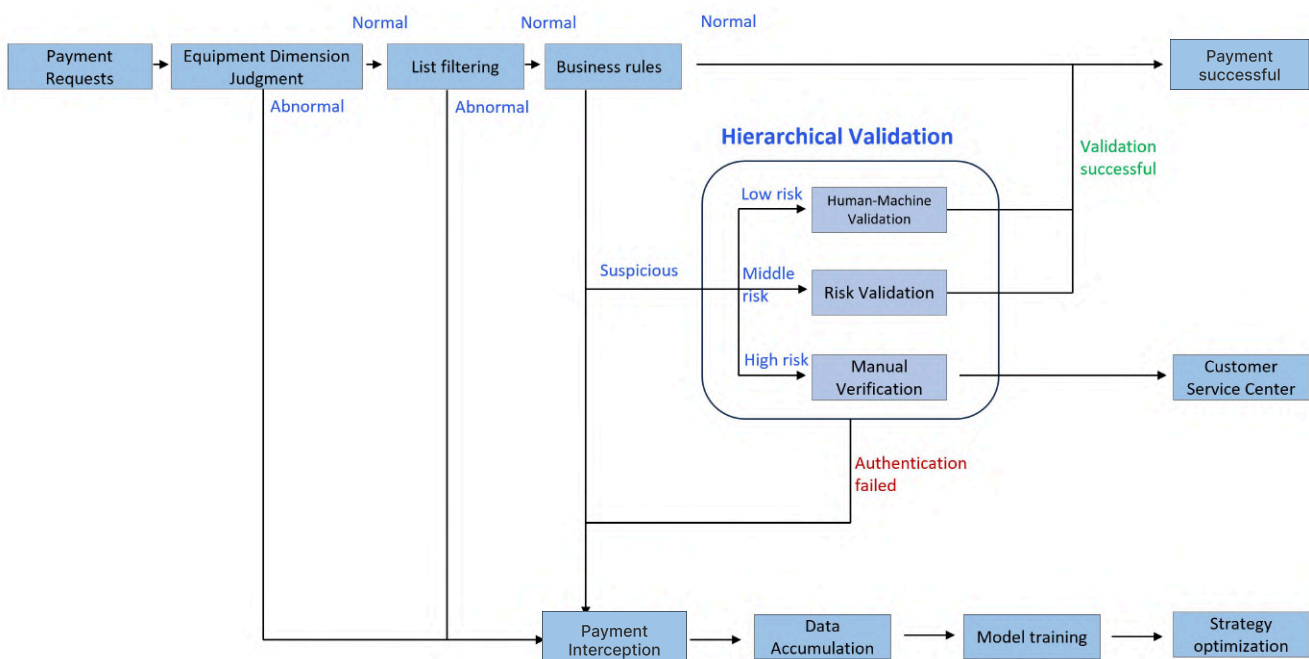 Normal
Normal
Normal
Payment
Requests
Equipment Dimension
Judgment
List filtering
Business rules
Payment
successful
Abnormal
Abnormal
Hierarchical Validation
Validation
successful
Low risk
Human-Machine
Validation
Suspicious
Middle
risk
Risk Validation
High risk
Manual
Verification
Customer
Service Center
Authentication
failed
Payment
Interception
Data
Accumulation
Model training
Strategy
optimization